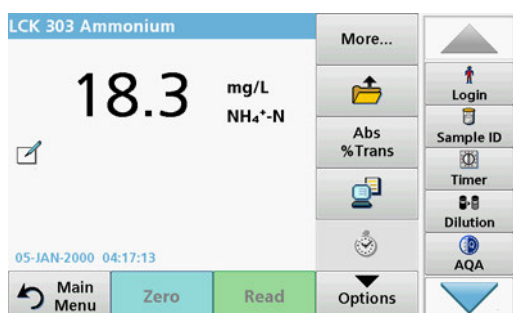 LCK 303 Ammonium
18.3 mg/L
NH₄⁺-N
05-JAN-2000 04:17:13
Main
Menu
Zero
Read
More...
Abs
%Trans
Options
Login
Sample ID
Timer
Dilution
AQA